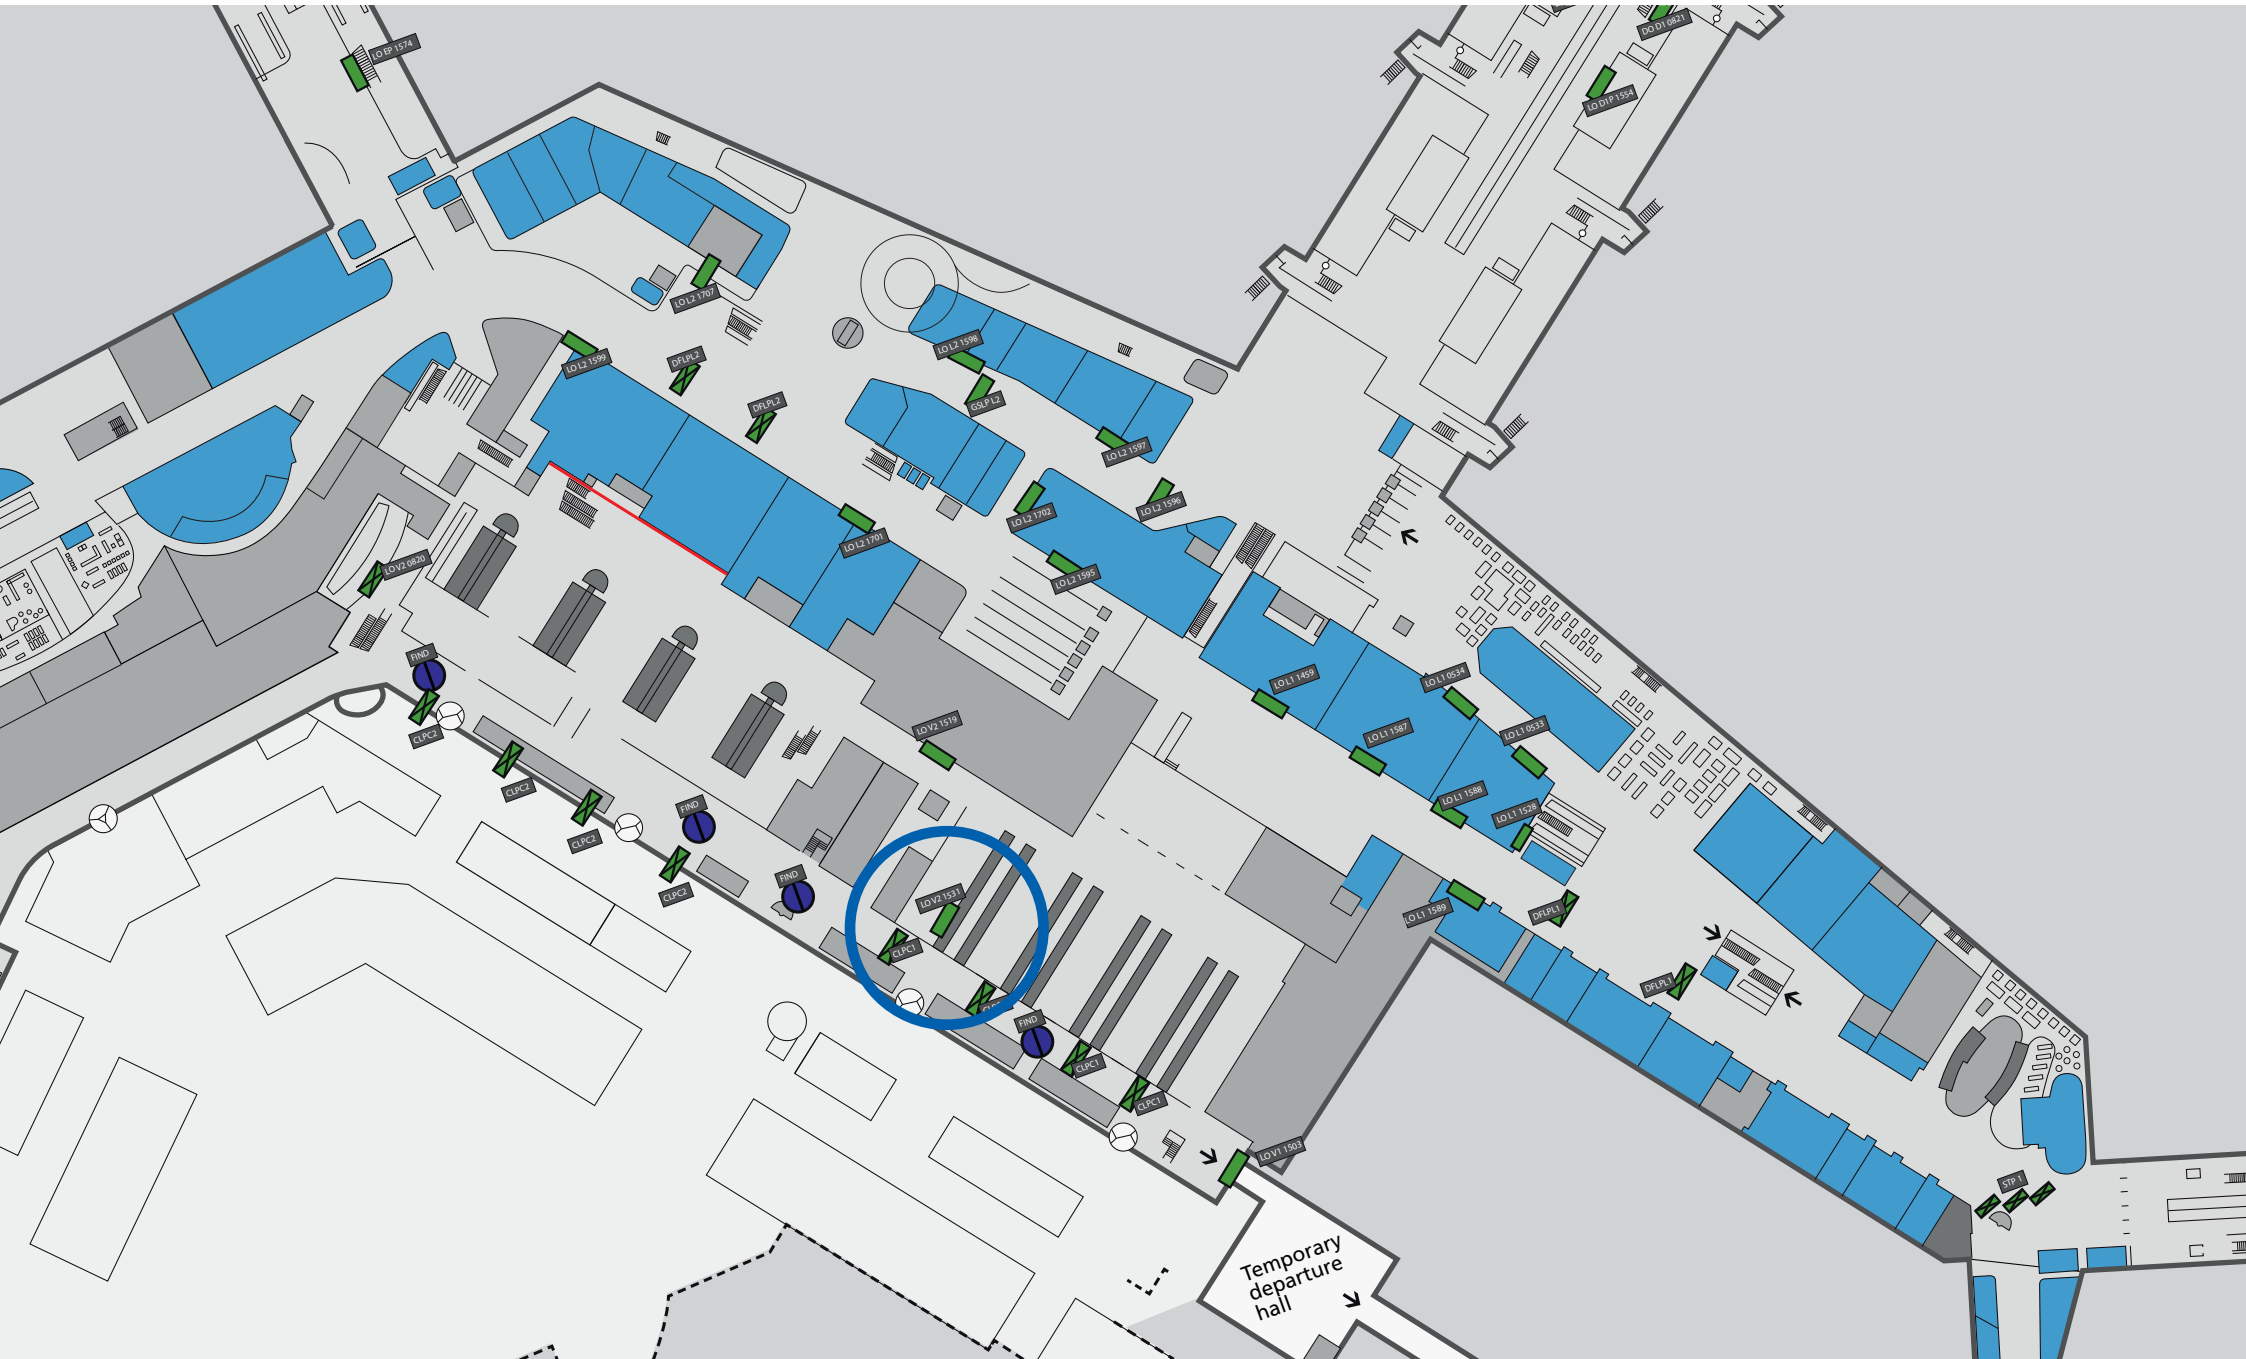 LO EP 1574
DO D1 0821
LO D1P 1554
LO L2 1707
LO L2 1599
DFLPL2
DFLPL2
LO L2 1598
GSLP L2
LO L2 1597
LO L2 1702
LO L2 1596
LO L2 1701
LO L2 1595
LO V2 0820
FIND
CLPC2
CLPC2
CLPC2
FIND
CLPC2
FIND
LO V2 1519
LO V2 1531
CLPC1
FIND
CLPC1
CLPC1
LO L1 1459
LO L1 0534
LO L1 1587
LO L1 0533
LO L1 1588
LO L1 1528
LO L1 1589
DFLPL1
DFLPL1
LO V1 1503
STP 1
Temporary
departure
hall